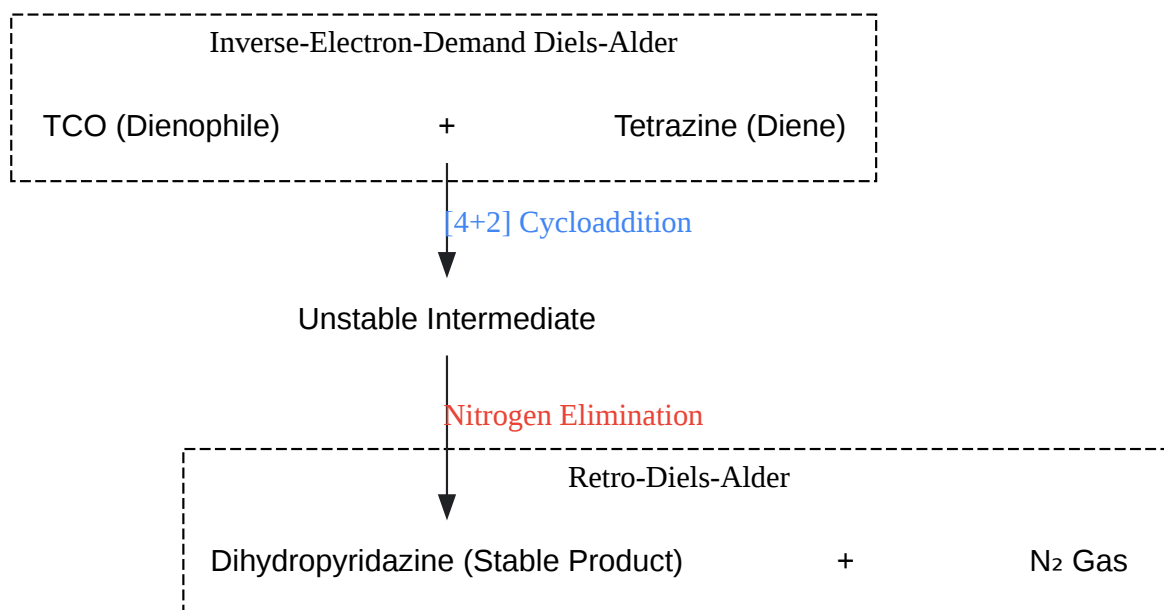 Inverse-Electron-Demand Diels-Alder
TCO (Dienophile) + Tetrazine (Diene)
[4+2] Cycloaddition
Unstable Intermediate
Nitrogen Elimination
Retro-Diels-Alder
Dihydropyridazine (Stable Product) + N₂ Gas